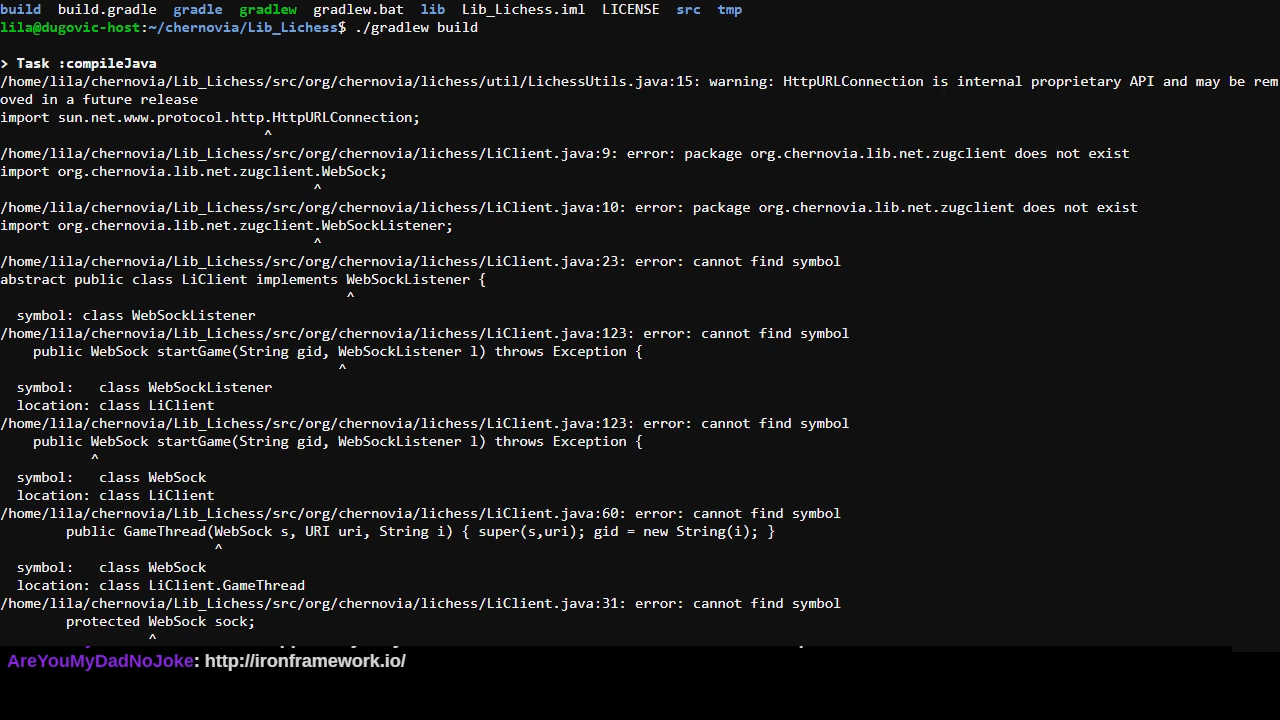 build  build.gradle  gradle  gradlew  gradlew.bat  lib  Lib_Lichess.iml  LICENSE  src  tmp
lila@dugovic-host:~/chernovia/Lib_Lichess$ ./gradlew build
> Task :compileJava
/home/lila/chernovia/Lib_Lichess/src/org/chernovia/lichess/util/LichessUtils.java:15: warning: HttpURLConnection is internal proprietary API and may be rem
oved in a future release
import sun.net.www.protocol.http.HttpURLConnection;
^
/home/lila/chernovia/Lib_Lichess/src/org/chernovia/lichess/LiClient.java:9: error: package org.chernovia.lib.net.zugclient does not exist
import org.chernovia.lib.net.zugclient.WebSock;
^
/home/lila/chernovia/Lib_Lichess/src/org/chernovia/lichess/LiClient.java:10: error: package org.chernovia.lib.net.zugclient does not exist
import org.chernovia.lib.net.zugclient.WebSockListener;
^
/home/lila/chernovia/Lib_Lichess/src/org/chernovia/lichess/LiClient.java:23: error: cannot find symbol
abstract public class LiClient implements WebSockListener {
^
symbol: class WebSockListener
/home/lila/chernovia/Lib_Lichess/src/org/chernovia/lichess/LiClient.java:123: error: cannot find symbol
public WebSock startGame(String gid, WebSockListener l) throws Exception {
^
symbol:   class WebSockListener
location: class LiClient
/home/lila/chernovia/Lib_Lichess/src/org/chernovia/lichess/LiClient.java:123: error: cannot find symbol
public WebSock startGame(String gid, WebSockListener l) throws Exception {
^
symbol:   class WebSock
location: class LiClient
/home/lila/chernovia/Lib_Lichess/src/org/chernovia/lichess/LiClient.java:60: error: cannot find symbol
public GameThread(WebSock s, URI uri, String i) { super(s,uri); gid = new String(i); }
^
symbol:   class WebSock
location: class LiClient.GameThread
/home/lila/chernovia/Lib_Lichess/src/org/chernovia/lichess/LiClient.java:31: error: cannot find symbol
protected WebSock sock;
^
AreYouMyDadNoJoke: http://ironframework.io/